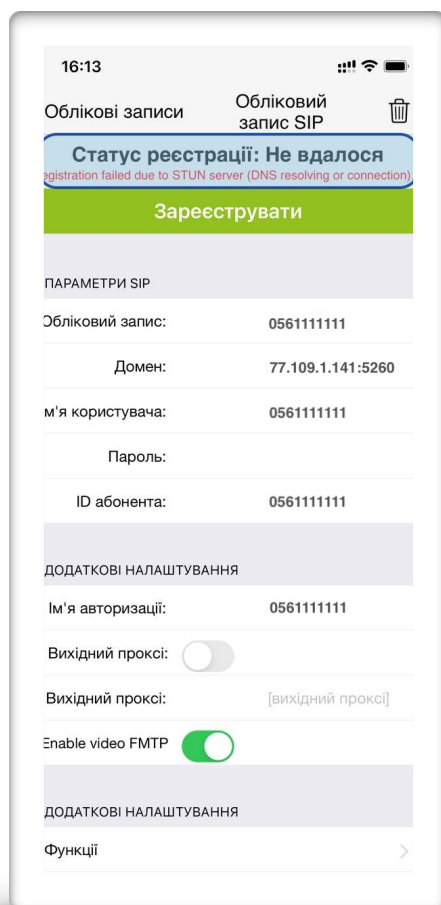 16:13
Облікові записи
Обліковий
запис SIP
Статус реєстрації: Не вдалося
egistration failed due to STUN server (DNS resolving or connection)
Зареєструвати
ПАРАМЕТРИ SIP
Обліковий запис: 0561111111
Домен: 77.109.1.141:5260
м'я користувача: 0561111111
Пароль:
ID абонента: 0561111111
ДОДАТКОВІ НАЛАШТУВАННЯ
Ім'я авторизації: 0561111111
Вихідний проксі:
Вихідний проксі: [вихідний проксі]
Enable video FMTP
ДОДАТКОВІ НАЛАШТУВАННЯ
Функції